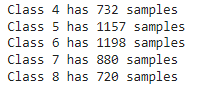 Class 4 has 732 samples
Class 5 has 1157 samples
Class 6 has 1198 samples
Class 7 has 880 samples
Class 8 has 720 samples